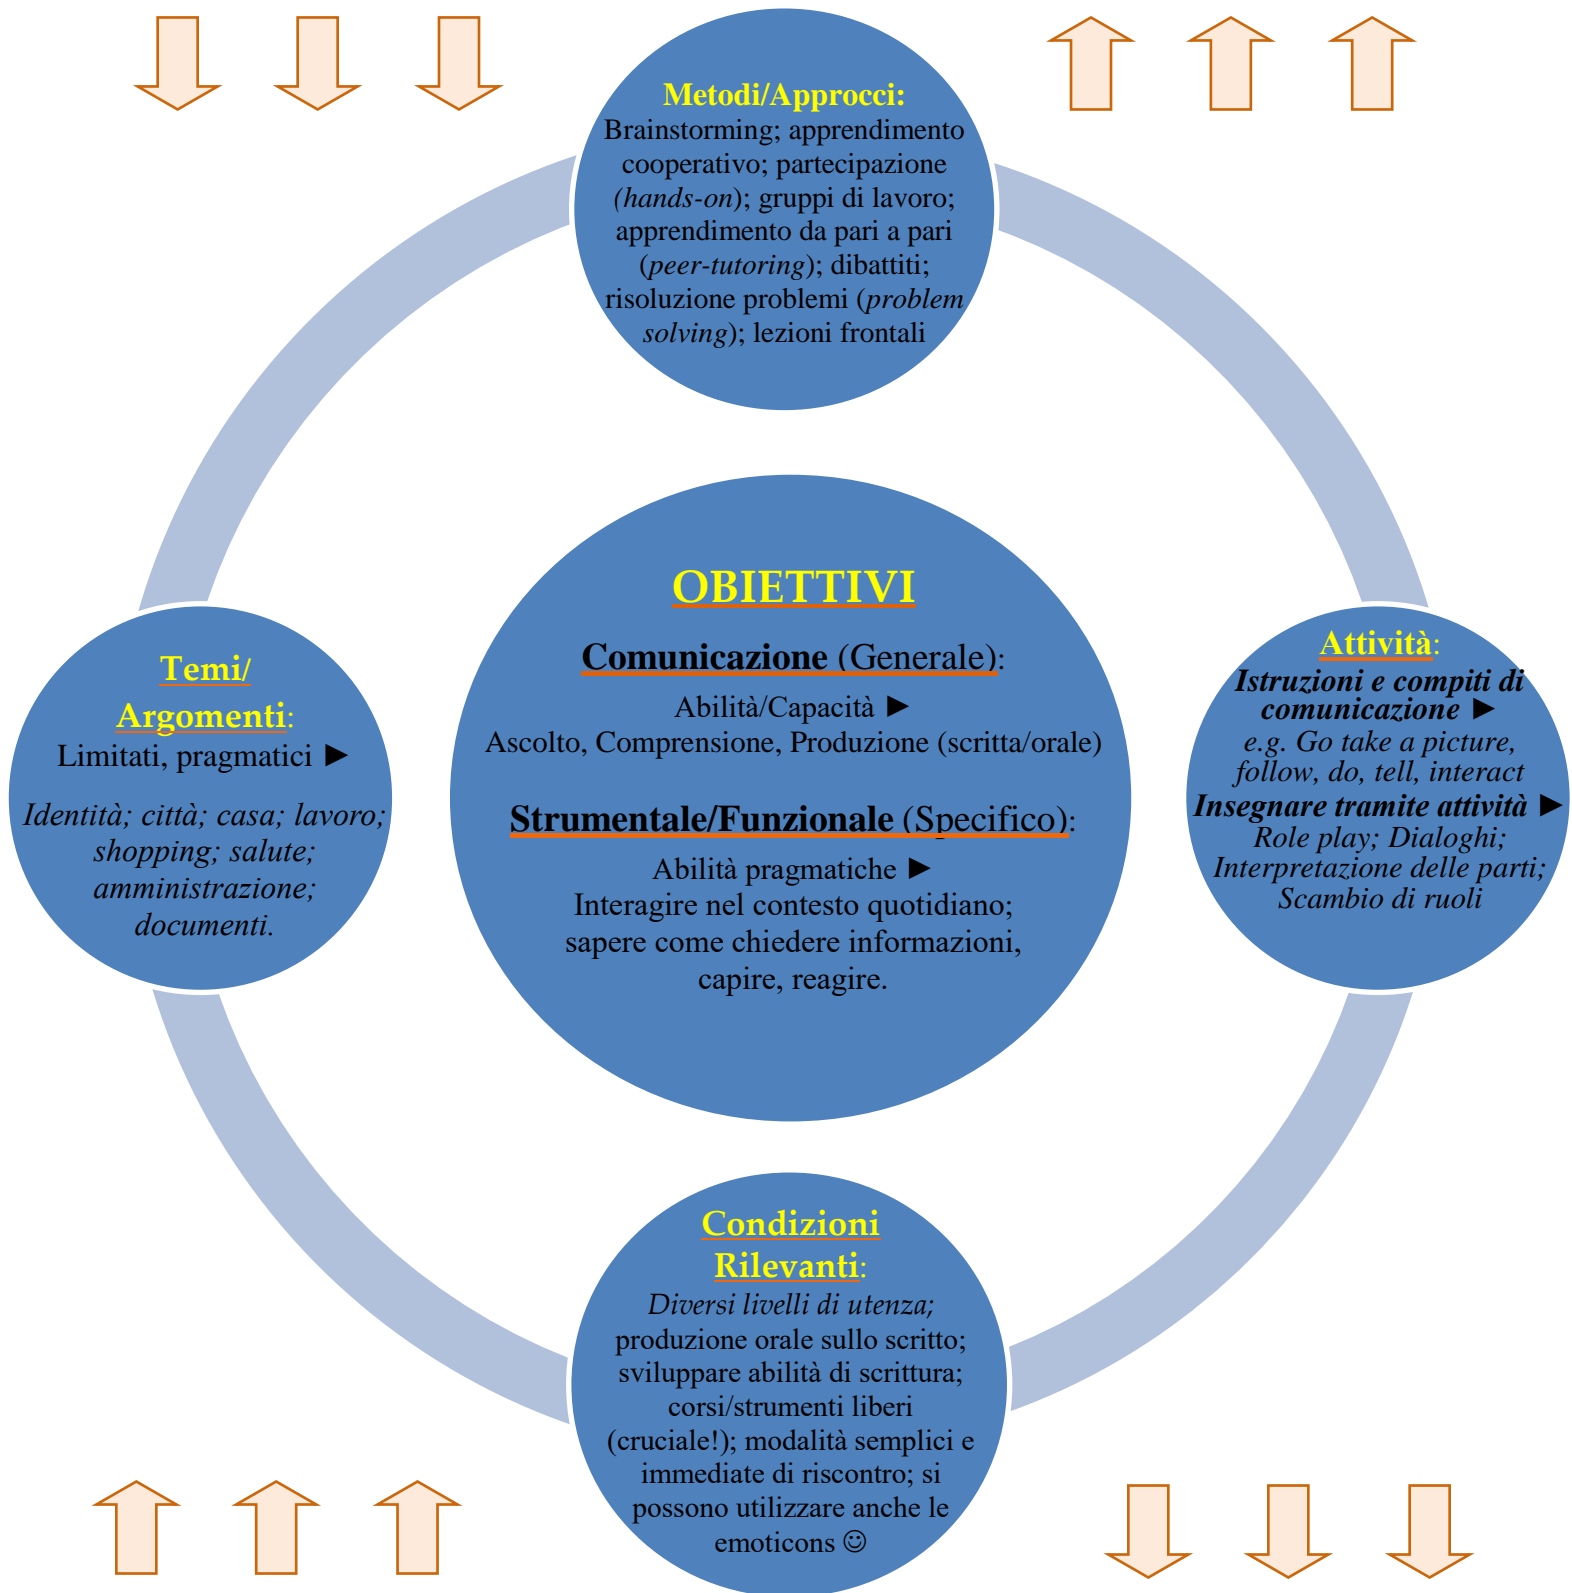 Metodi/Approcci:
Brainstorming; apprendimento
cooperativo; partecipazione
(hands-on); gruppi di lavoro;
apprendimento da pari a pari
(peer-tutoring); dibattiti;
risoluzione problemi (problem
solving); lezioni frontali
OBIETTIVI
Comunicazione (Generale):
Abilità/Capacità ►
Ascolto, Comprensione, Produzione (scritta/orale)
Strumentale/Funzionale (Specifico):
Abilità pragmatiche ►
Interagire nel contesto quotidiano;
sapere come chiedere informazioni,
capire, reagire.
Temi/
Argomenti:
Limitati, pragmatici ►
Identità; città; casa; lavoro;
shopping; salute;
amministrazione;
documenti.
Attività:
Istruzioni e compiti di
comunicazione ►
e.g. Go take a picture,
follow, do, tell, interact
Insegnare tramite attività ►
Role play; Dialoghi;
Interpretazione delle parti;
Scambio di ruoli
Condizioni
Rilevanti:
Diversi livelli di utenza;
produzione orale sullo scritto;
sviluppare abilità di scrittura;
corsi/strumenti liberi
(cruciale!); modalità semplici e
immediate di riscontro; si
possono utilizzare anche le
emoticons ☺